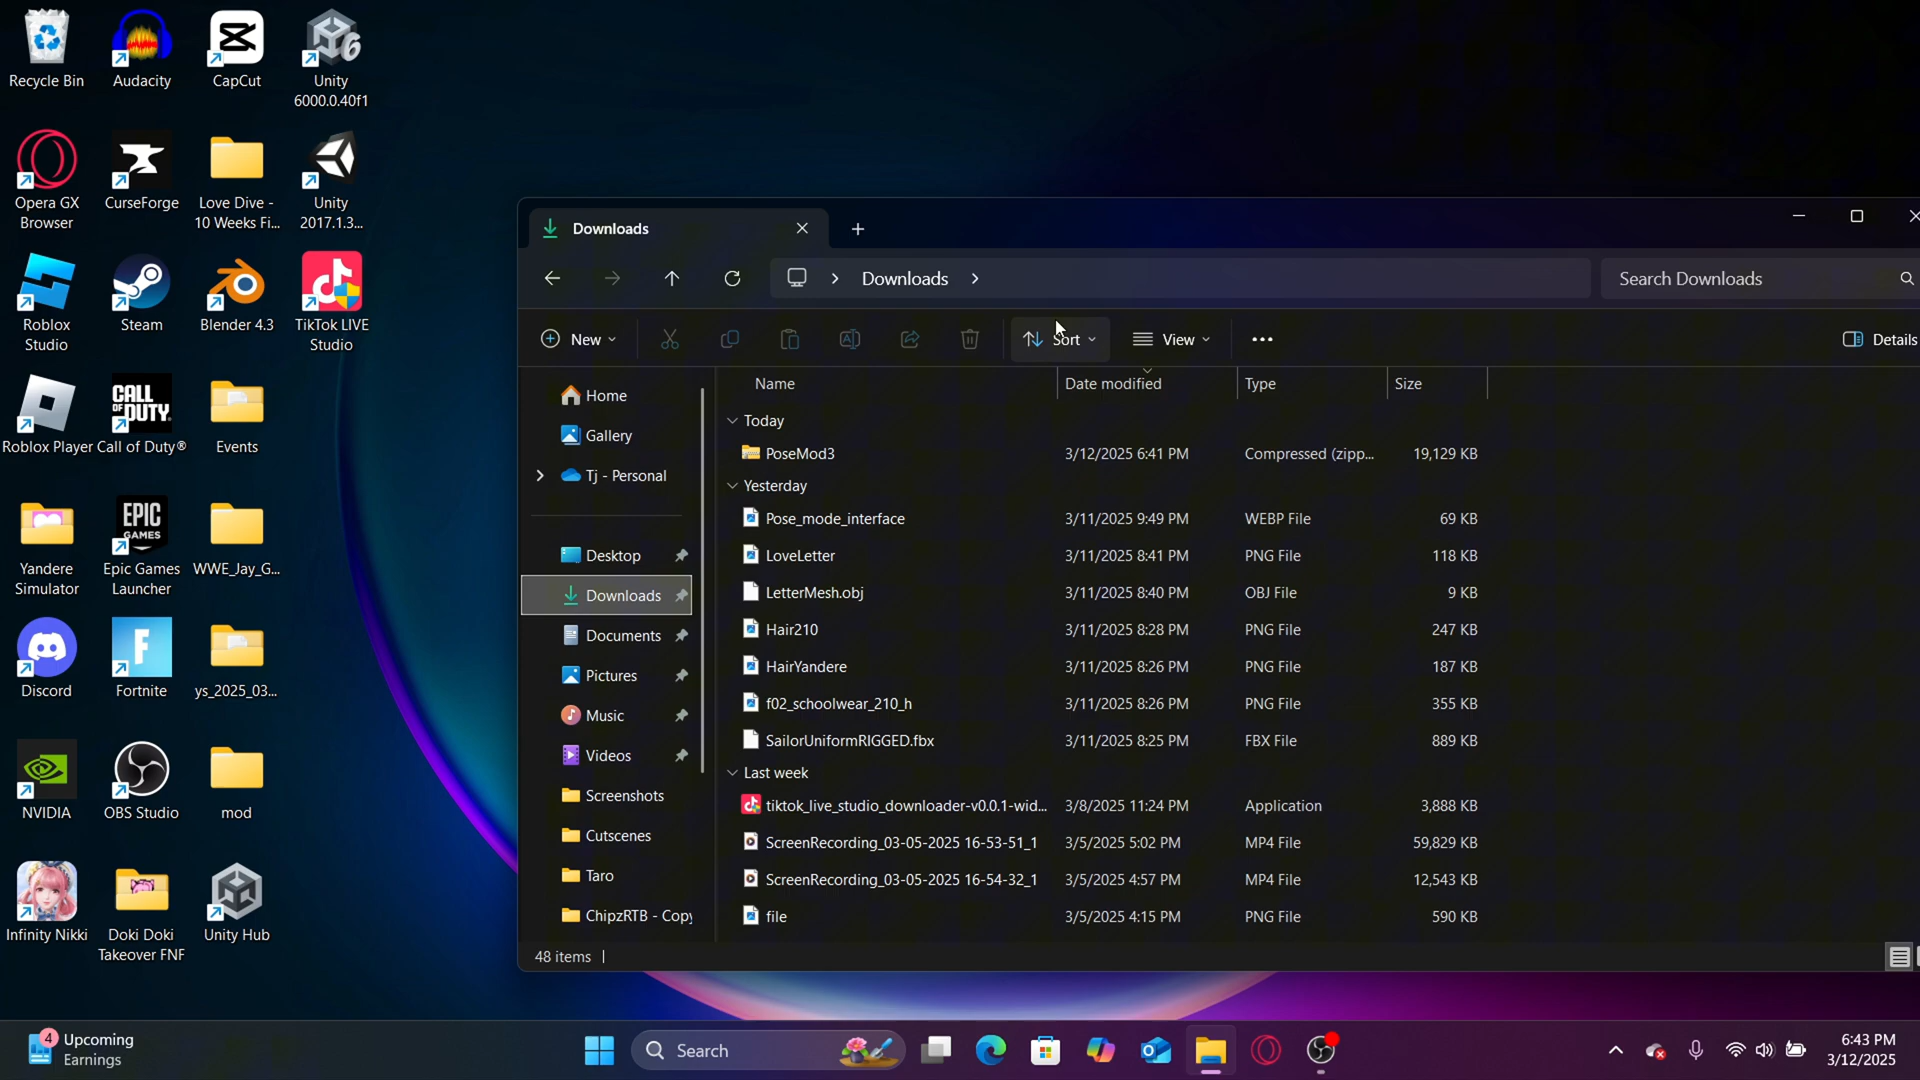 Recycle Bin
Audacity
CapCut
Unity
6000.0.40f1
6
Opera GX
Browser
CurseForge
Love Dive -
10 Weeks Fi...
Unity
2017.1.3...
Roblox
Studio
Steam
Blender 4.3
TikTok LIVE
Studio
Roblox Player
CALL OF DUTY
Call of Duty®
Events
Yandere
Simulator
EPIC
GAMES
Epic Games
Launcher
WWE_Jay_G...
Discord
F
Fortnite
ys_2025_03...
NVIDIA
OBS Studio
mod
Infinity Nikki
Doki Doki
Takeover FNF
Unity Hub
Downloads
Downloads
Search Downloads
New
Sort
View
Details
Home
Gallery
Tj - Personal
Desktop
Downloads
Documents
Pictures
Music
Videos
Screenshots
Cutscenes
Taro
ChipzRTB - Copy
Name Date modified Type Size
Today
PoseMod3 3/12/2025 6:41 PM Compressed (zipp... 19,129 KB
Yesterday
Pose_mode_interface 3/11/2025 9:49 PM WEBP File 69 KB
LoveLetter 3/11/2025 8:41 PM PNG File 118 KB
LetterMesh.obj 3/11/2025 8:40 PM OBJ File 9 KB
Hair210 3/11/2025 8:28 PM PNG File 247 KB
HairYandere 3/11/2025 8:26 PM PNG File 187 KB
f02_schoolwear_210_h 3/11/2025 8:26 PM PNG File 355 KB
SailorUniformRIGGED.fbx 3/11/2025 8:25 PM FBX File 889 KB
Last week
tiktok_live_studio_downloader-v0.0.1-wid... 3/8/2025 11:24 PM Application 3,888 KB
ScreenRecording_03-05-2025 16-53-51_1 3/5/2025 5:02 PM MP4 File 59,829 KB
ScreenRecording_03-05-2025 16-54-32_1 3/5/2025 4:57 PM MP4 File 12,543 KB
file 3/5/2025 4:15 PM PNG File 590 KB
48 items
4
Upcoming
Earnings
Search
6:43 PM
3/12/2025